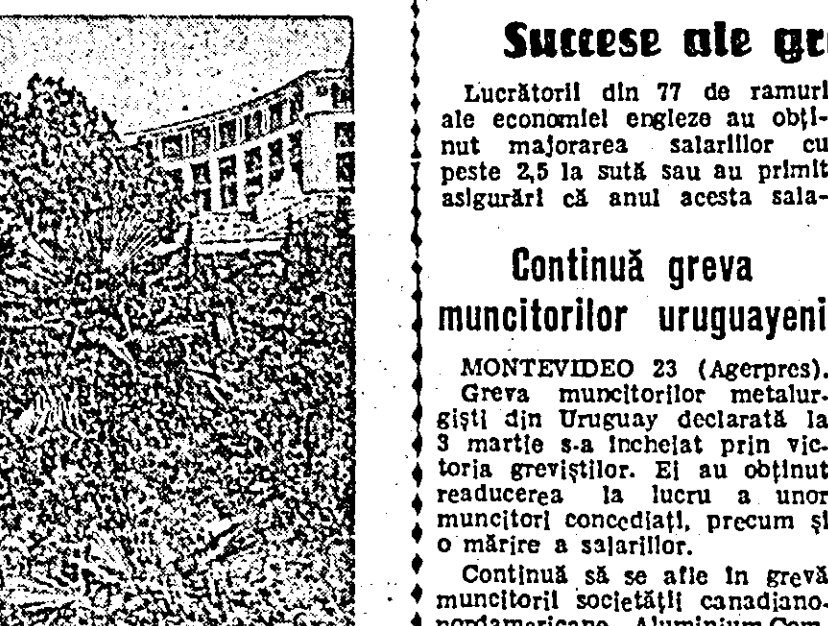 Succese ale gr
Lucrătorii din 77 de ramuri
ale economiei engleze au obți-
nut majorarea salariilor cu
peste 2,5 la sută sau au primit
asigurări că anul acesta sala-
Continuă greva
muncitorilor uruguayeni
MONTEVIDEO 23 (Agerpres).
Greva muncitorilor metalur-
giști din Uruguay declarată la
3 martie s-a încheiat prin vic-
toria greviștilor. Ei au obținut
readucerea la lucru a unor
muncitori concediați, precum și
o mărire a salariilor.
Continuă să se afle în grevă
muncitorii societății canadiano-
nordamericane Aluminium Com-